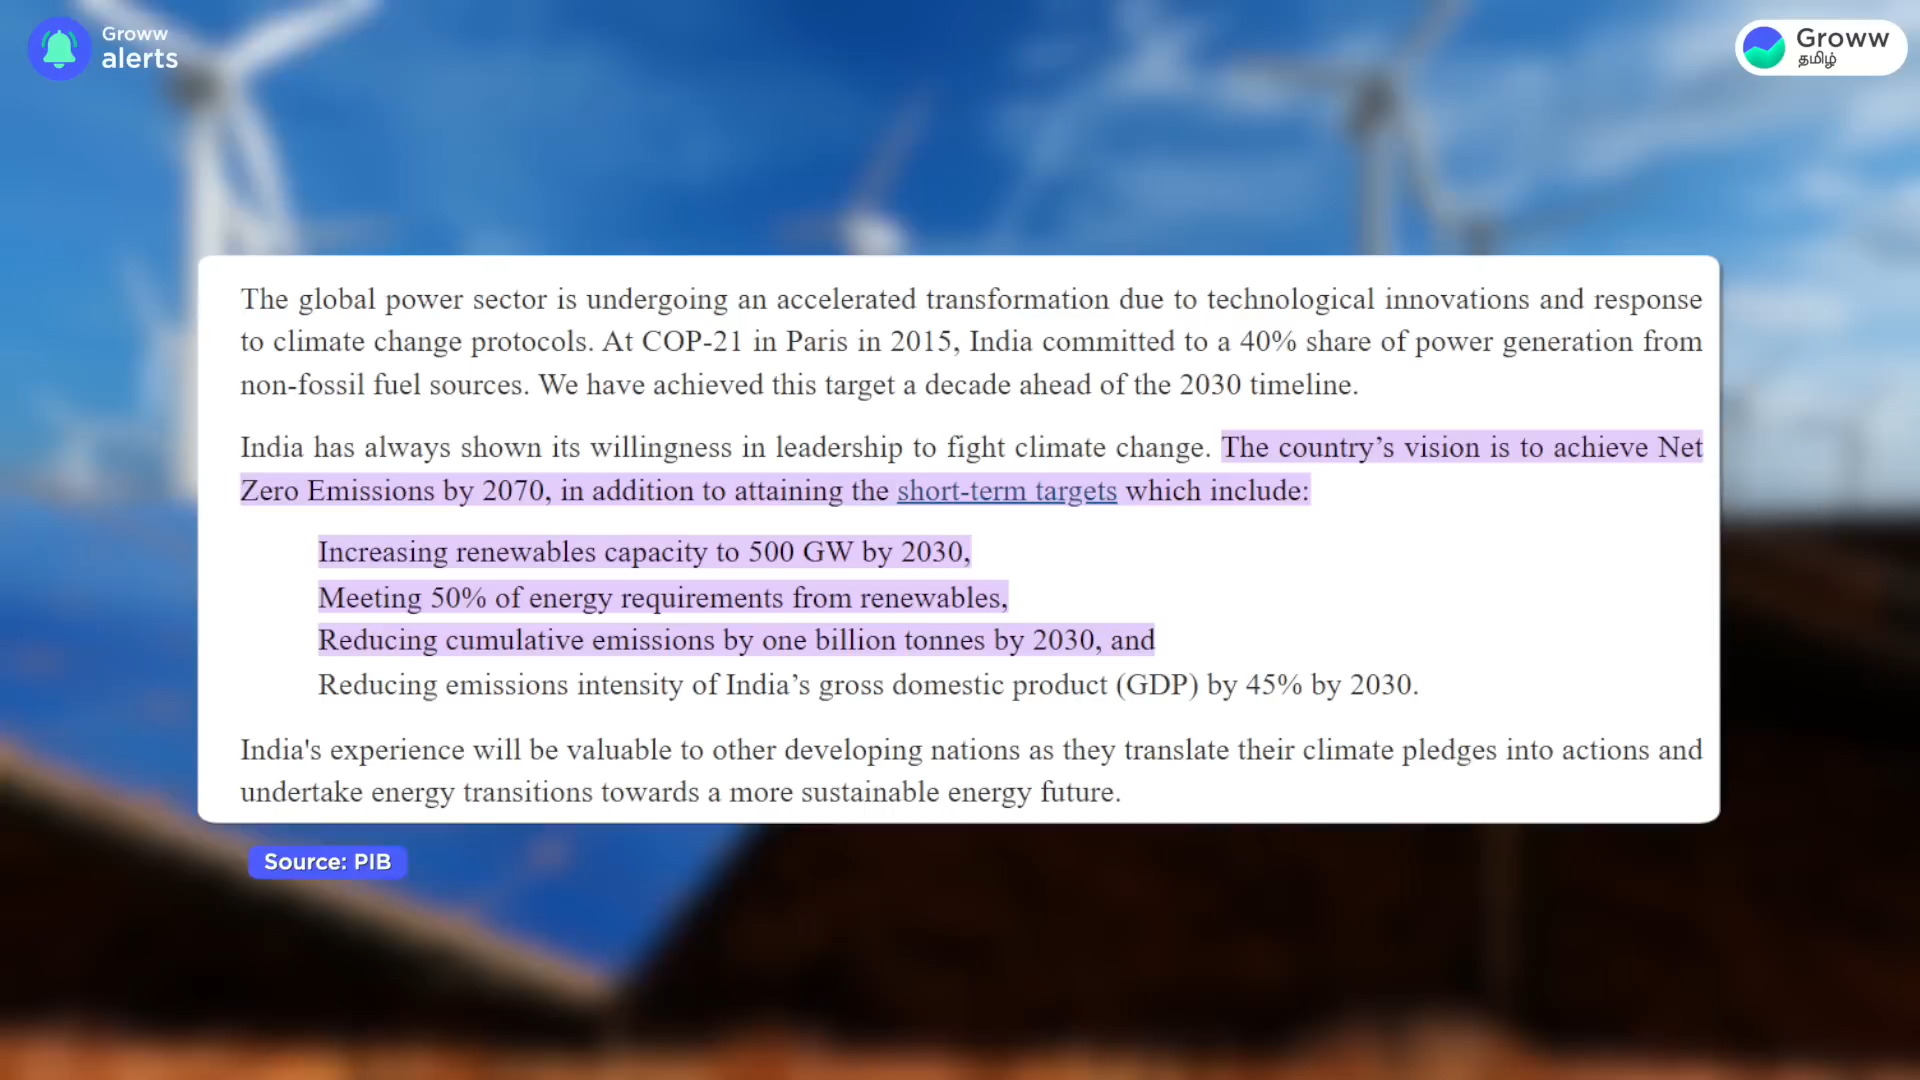 Groww
alerts
Groww
தமிழ்
The global power sector is undergoing an accelerated transformation due to technological innovations and response
to climate change protocols. At COP-21 in Paris in 2015, India committed to a 40% share of power generation from
non-fossil fuel sources. We have achieved this target a decade ahead of the 2030 timeline.
India has always shown its willingness in leadership to fight climate change. The country’s vision is to achieve Net
Zero Emissions by 2070, in addition to attaining the short-term targets which include:
Increasing renewables capacity to 500 GW by 2030,
Meeting 50% of energy requirements from renewables,
Reducing cumulative emissions by one billion tonnes by 2030, and
Reducing emissions intensity of India’s gross domestic product (GDP) by 45% by 2030.
India's experience will be valuable to other developing nations as they translate their climate pledges into actions and
undertake energy transitions towards a more sustainable energy future.
Source: PIB